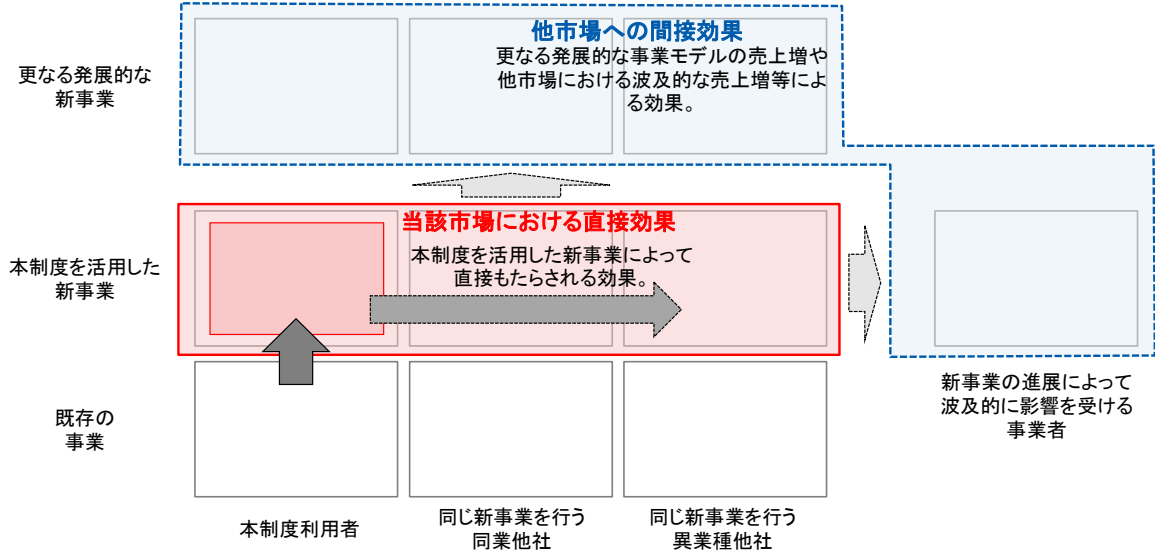 他市場への間接効果
更なる発展的な事業モデルの売上増や
他市場における波及的な売上増等によ
る効果。
更なる発展的な
新事業
当該市場における直接効果
本制度を活用した新事業によって
直接もたらされる効果。
本制度を活用した
新事業
既存の
事業
新事業の進展によって
波及的に影響を受ける
事業者
本制度利用者
同じ新事業を行う
同業他社
同じ新事業を行う
異業種他社